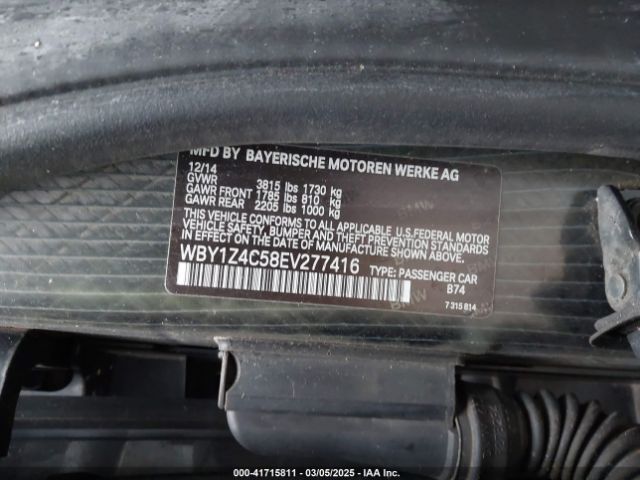 MFD BY BAYERISCHE MOTOREN WERKE AG
12/14
GVWR 3815 lbs 1730 kg
GAWR FRONT 1785 lbs 810 kg
GAWR REAR 2205 lbs 1000 kg
THIS VEHICLE CONFORMS TO ALL APPLICABLE U.S. FEDERAL MOTOR
VEHICLE SAFETY, BUMPER AND THEFT PREVENTION STANDARDS
IN EFFECT ON THE DATE OF MANUFACTURE SHOWN ABOVE.
WBY1Z4C58EV277416 TYPE: PASSENGER CAR
B74
7 315 814
000-41715811 — 03/05/2025 — IAA Inc.